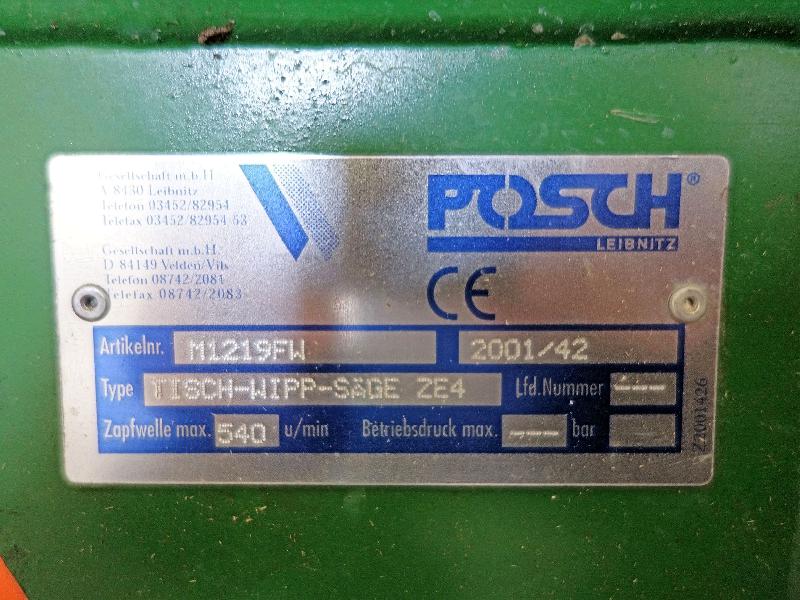 Gesellschaft m.b.H
A 8430 Leibnitz
Telefon 03452/82954
Telefax 03452/82954-53
Gesellschaft m.b.H.
D 84149 Velden/Vils
Telefon 08742/2081
Telefax 08742/2083
POSCH®
LEIBNITZ
CE
Artikelnr. M1219FW 2001/42
Type TISCH-WIPP-SÄGE ZE4 Lfd.Nummer ---
Zapfwelle max. 540 u/min Betriebsdruck max. --- bar
Z2001426